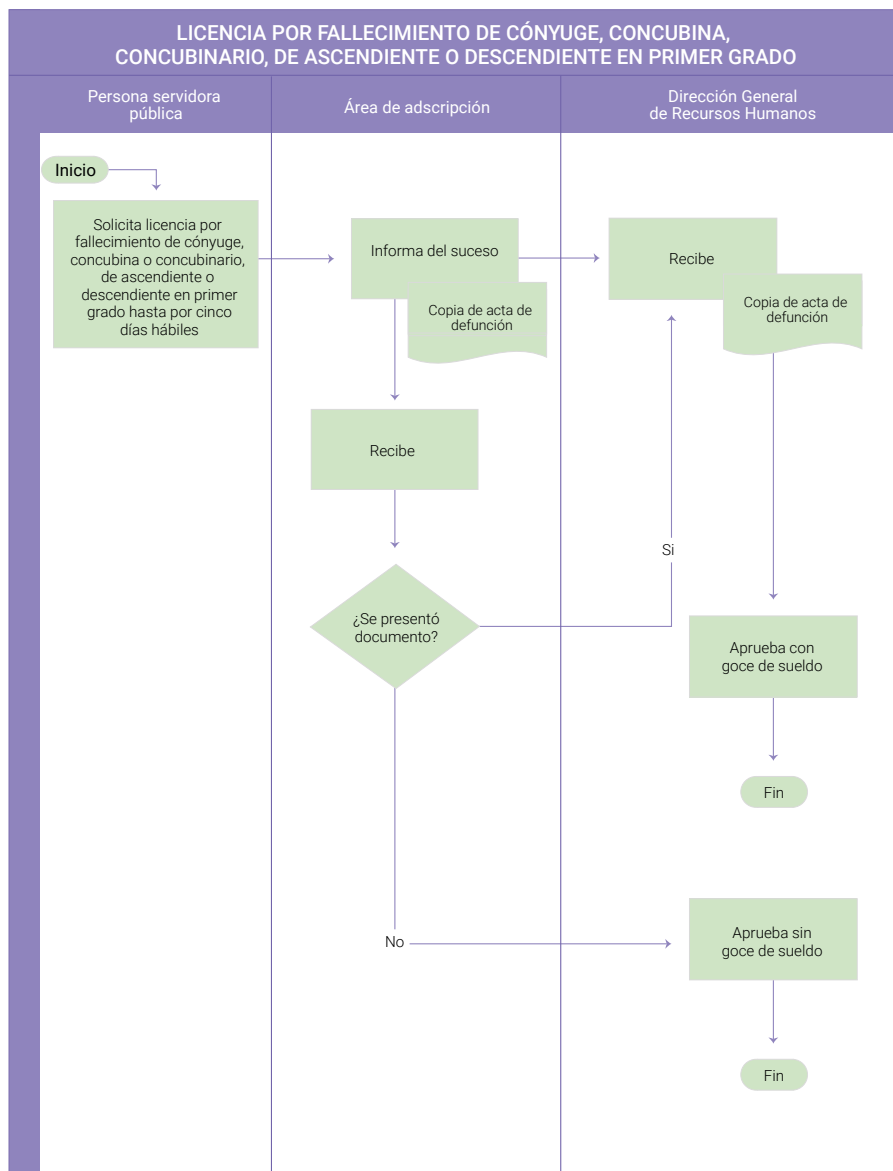 LICENCIA POR FALLECIMIENTO DE CÓNYUGE, CONCUBINA,
CONCUBINARIO, DE ASCENDIENTE O DESCENDIENTE EN PRIMER GRADO
Persona servidora
pública
Área de adscripción
Dirección General
de Recursos Humanos
Inicio
Solicita licencia por
fallecimiento de cónyuge,
concubina o concubinario,
de ascendiente o
descendiente en primer
grado hasta por cinco
días hábiles
Informa del suceso
Copia de acta de
defunción
Recibe
Copia de acta de
defunción
Recibe
¿Se presentó
documento?
Si
Aprueba con
goce de sueldo
Fin
No
Aprueba sin
goce de sueldo
Fin